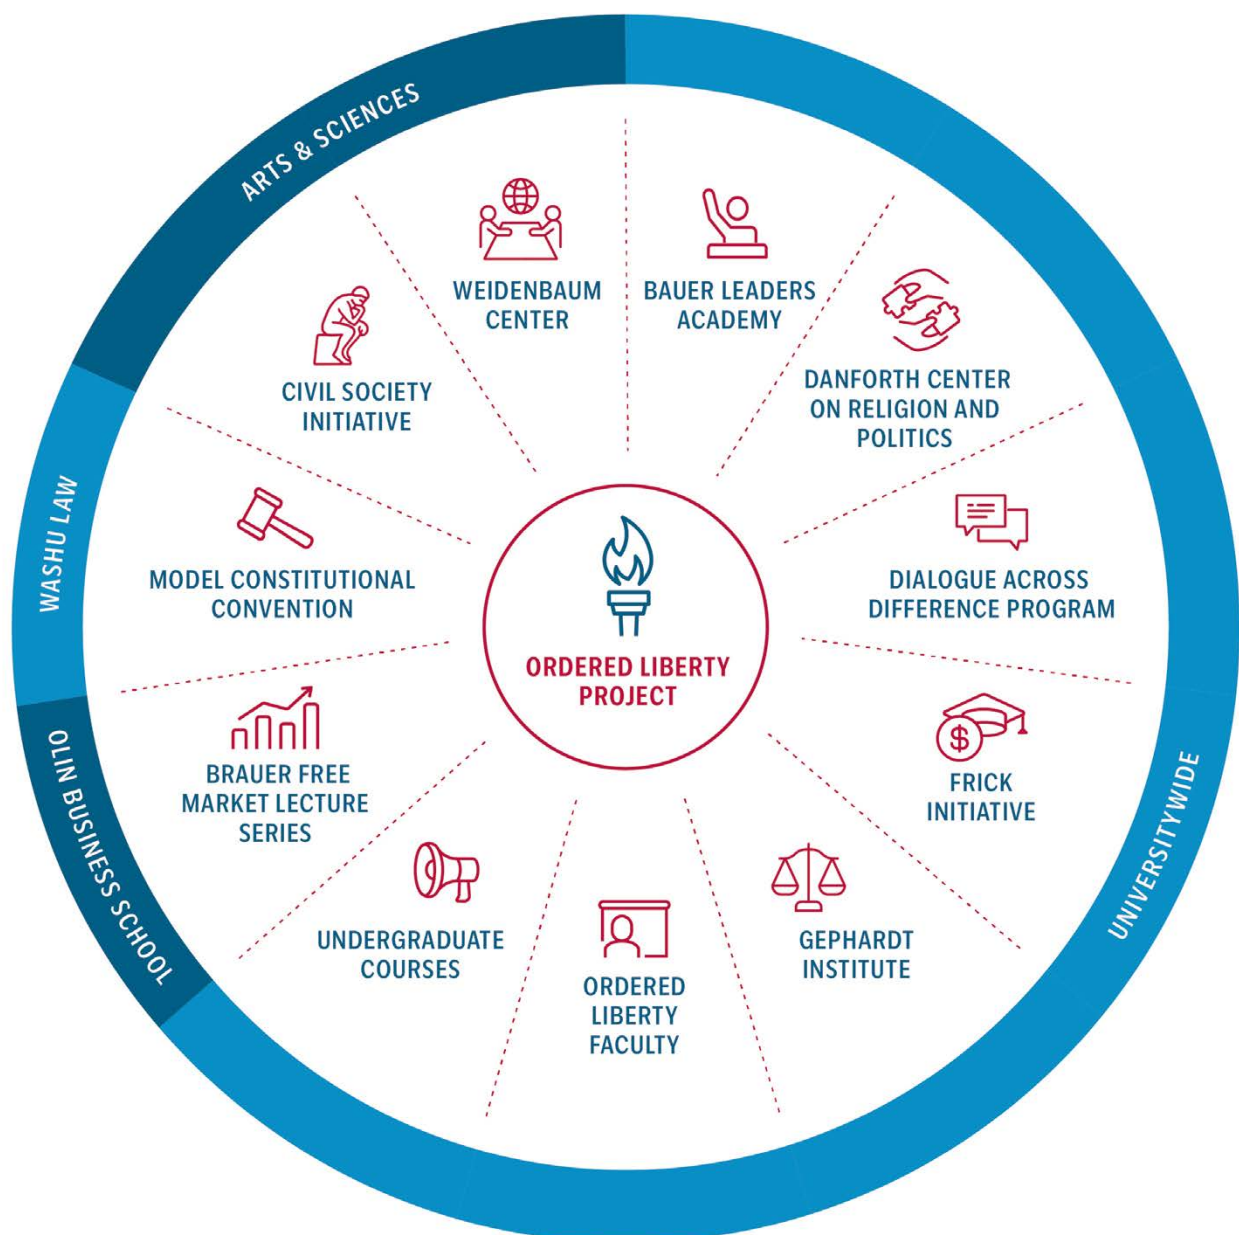 ARTS & SCIENCES
WEIDENBAUM
CENTER
BAUER LEADERS
ACADEMY
CIVIL SOCIETY
INITIATIVE
DANFORTH CENTER
ON RELIGION AND
POLITICS
WASHU LAW
MODEL CONSTITUTIONAL
CONVENTION
DIALOGUE ACROSS
DIFFERENCE PROGRAM
ORDERED LIBERTY
PROJECT
OLIN BUSINESS SCHOOL
BRAUER FREE
MARKET LECTURE
SERIES
$
FRICK
INITIATIVE
UNIVERSITYWIDE
UNDERGRADUATE
COURSES
ORDERED
LIBERTY
FACULTY
GEPHARDT
INSTITUTE